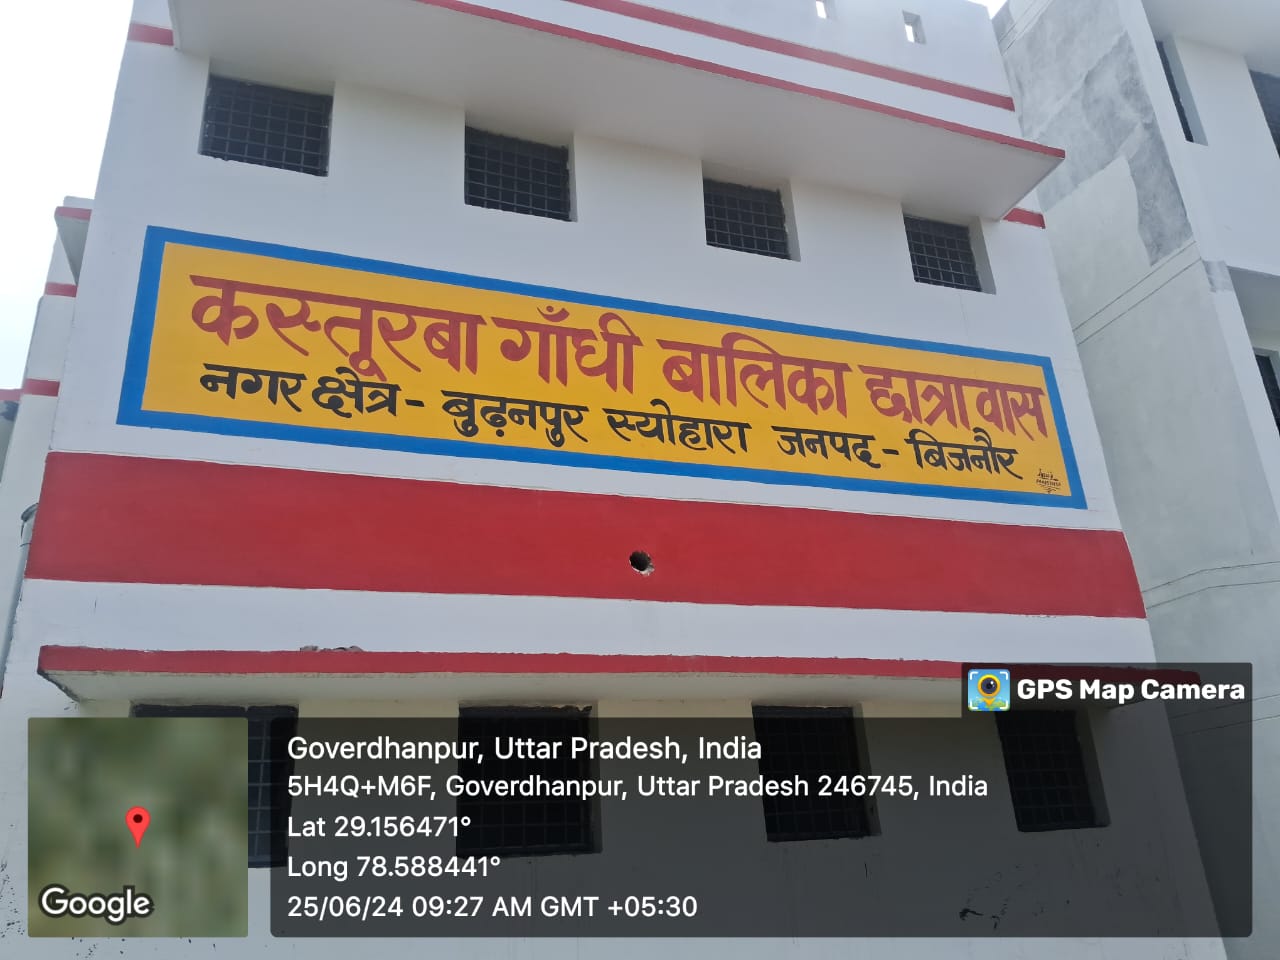 कस्तूरबा गाँधी बालिका छात्रावास
नगर क्षेत्र - बुढ़नपुर स्योहारा जनपद - बिजनौर
GPS Map Camera
Goverdhanpur, Uttar Pradesh, India
5H4Q+M6F, Goverdhanpur, Uttar Pradesh 246745, India
Lat 29.156471°
Long 78.588441°
25/06/24 09:27 AM GMT +05:30
Google